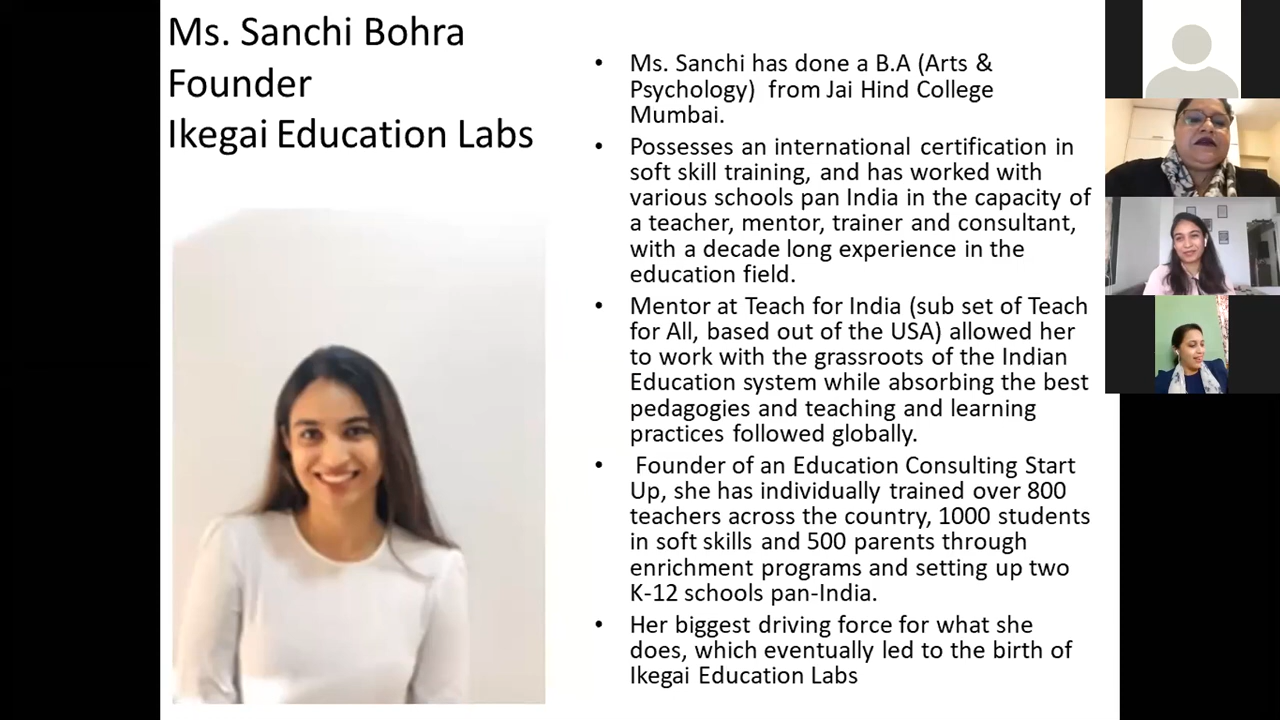 Ms. Sanchi Bohra
Founder
Ikegai Education Labs
• Ms. Sanchi has done a B.A (Arts &
Psychology) from Jai Hind College
Mumbai.
• Possesses an international certification in
soft skill training, and has worked with
various schools pan India in the capacity of
a teacher, mentor, trainer and consultant,
with a decade long experience in the
education field.
• Mentor at Teach for India (sub set of Teach
for All, based out of the USA) allowed her
to work with the grassroots of the Indian
Education system while absorbing the best
pedagogies and teaching and learning
practices followed globally.
• Founder of an Education Consulting Start
Up, she has individually trained over 800
teachers across the country, 1000 students
in soft skills and 500 parents through
enrichment programs and setting up two
K-12 schools pan-India.
• Her biggest driving force for what she
does, which eventually led to the birth of
Ikegai Education Labs